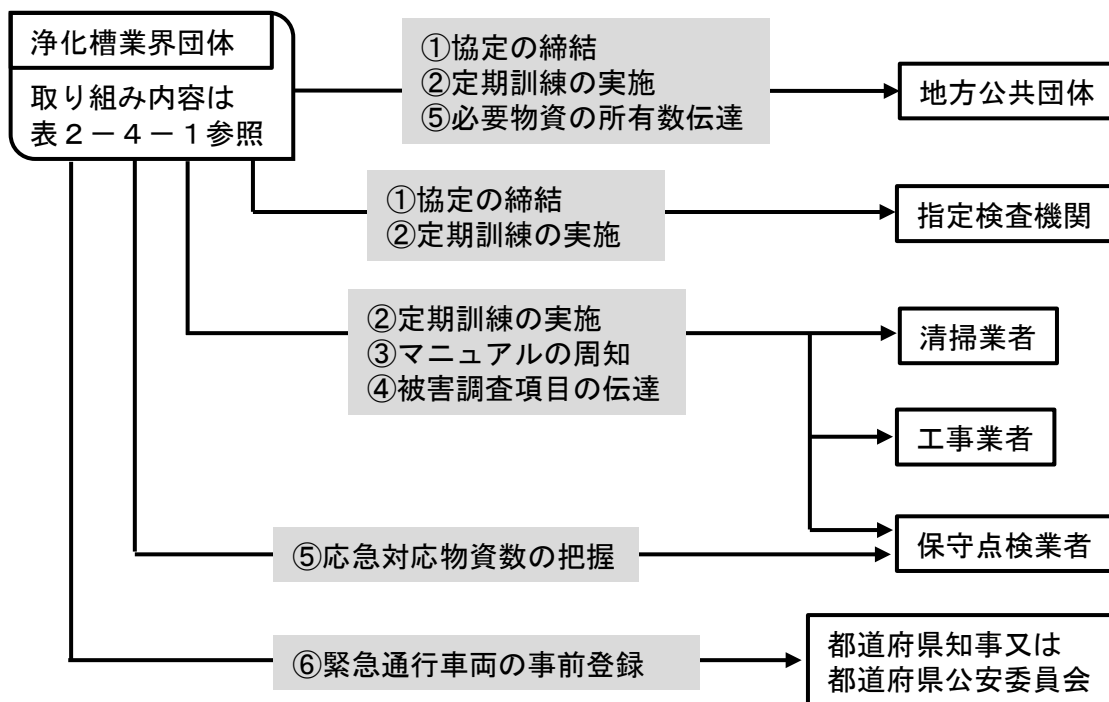 浄化槽業界団体
取り組み内容は
表２－４－１参照
①協定の締結
②定期訓練の実施
⑤必要物資の所有数伝達
地方公共団体
①協定の締結
②定期訓練の実施
指定検査機関
②定期訓練の実施
③マニュアルの周知
④被害調査項目の伝達
清掃業者
工事業者
⑤応急対応物資数の把握
保守点検業者
⑥緊急通行車両の事前登録
都道府県知事又は
都道府県公安委員会